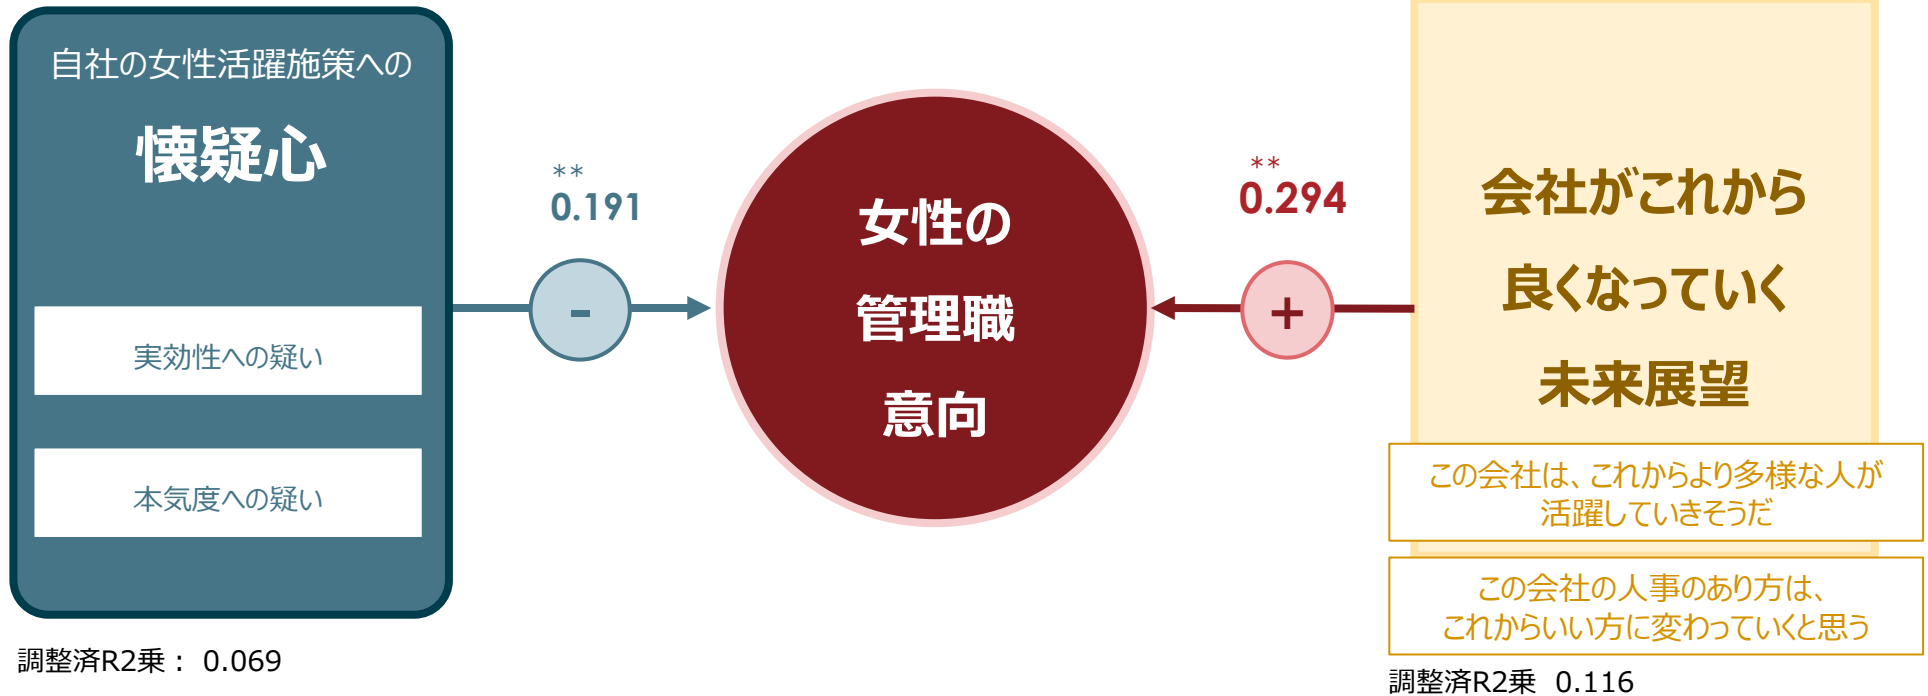 自社の女性活躍施策への
懐疑心
実効性への疑い
本気度への疑い
調整済R2乗： 0.069
**
0.191
-
女性の
管理職
意向
**
0.294
+
会社がこれから
良くなっていく
未来展望
この会社は、これからより多様な人が
活躍していきそうだ
この会社の人事のあり方は、
これからいい方に変わっていくと思う
調整済R2乗 0.116